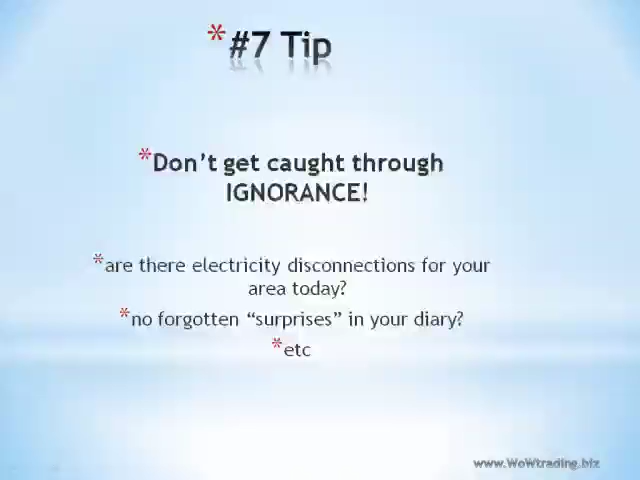 *#7 Tip
*Don't get caught through
IGNORANCE!
*are there electricity disconnections for your
area today?
*no forgotten “surprises” in your diary?
*etc
www.WoWtrading.biz